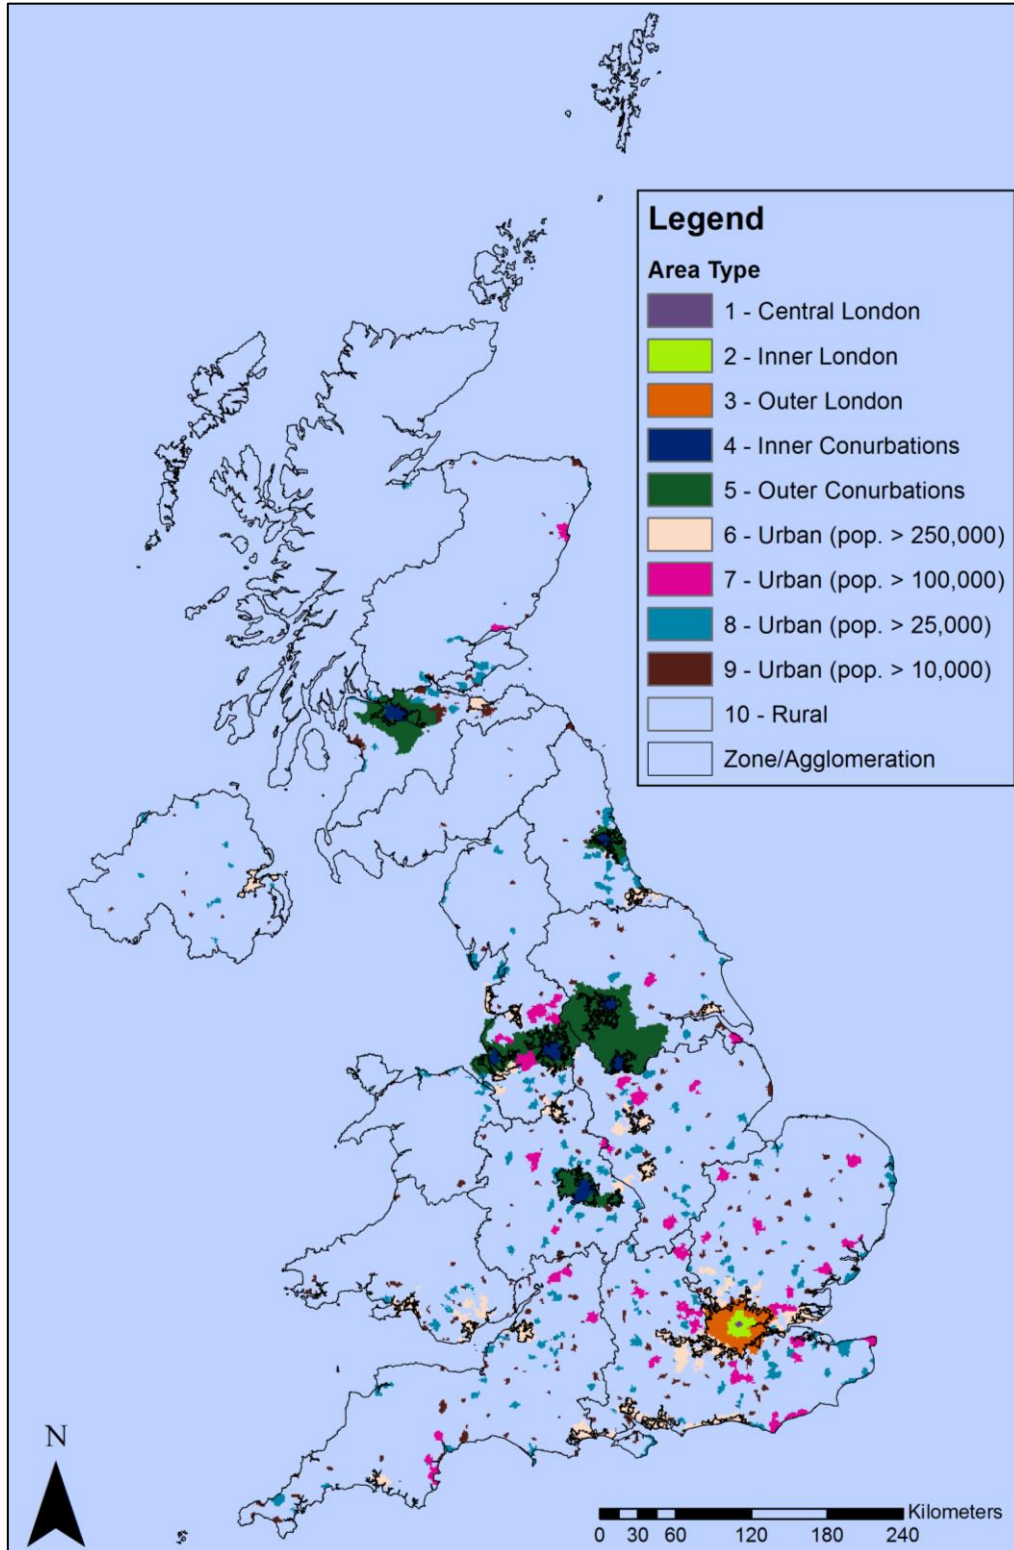 Legend
Area Type
1 - Central London
2 - Inner London
3 - Outer London
4 - Inner Conurbations
5 - Outer Conurbations
6 - Urban (pop. > 250,000)
7 - Urban (pop. > 100,000)
8 - Urban (pop. > 25,000)
9 - Urban (pop. > 10,000)
10 - Rural
Zone/Agglomeration
N
Kilometers
0 30 60 120 180 240